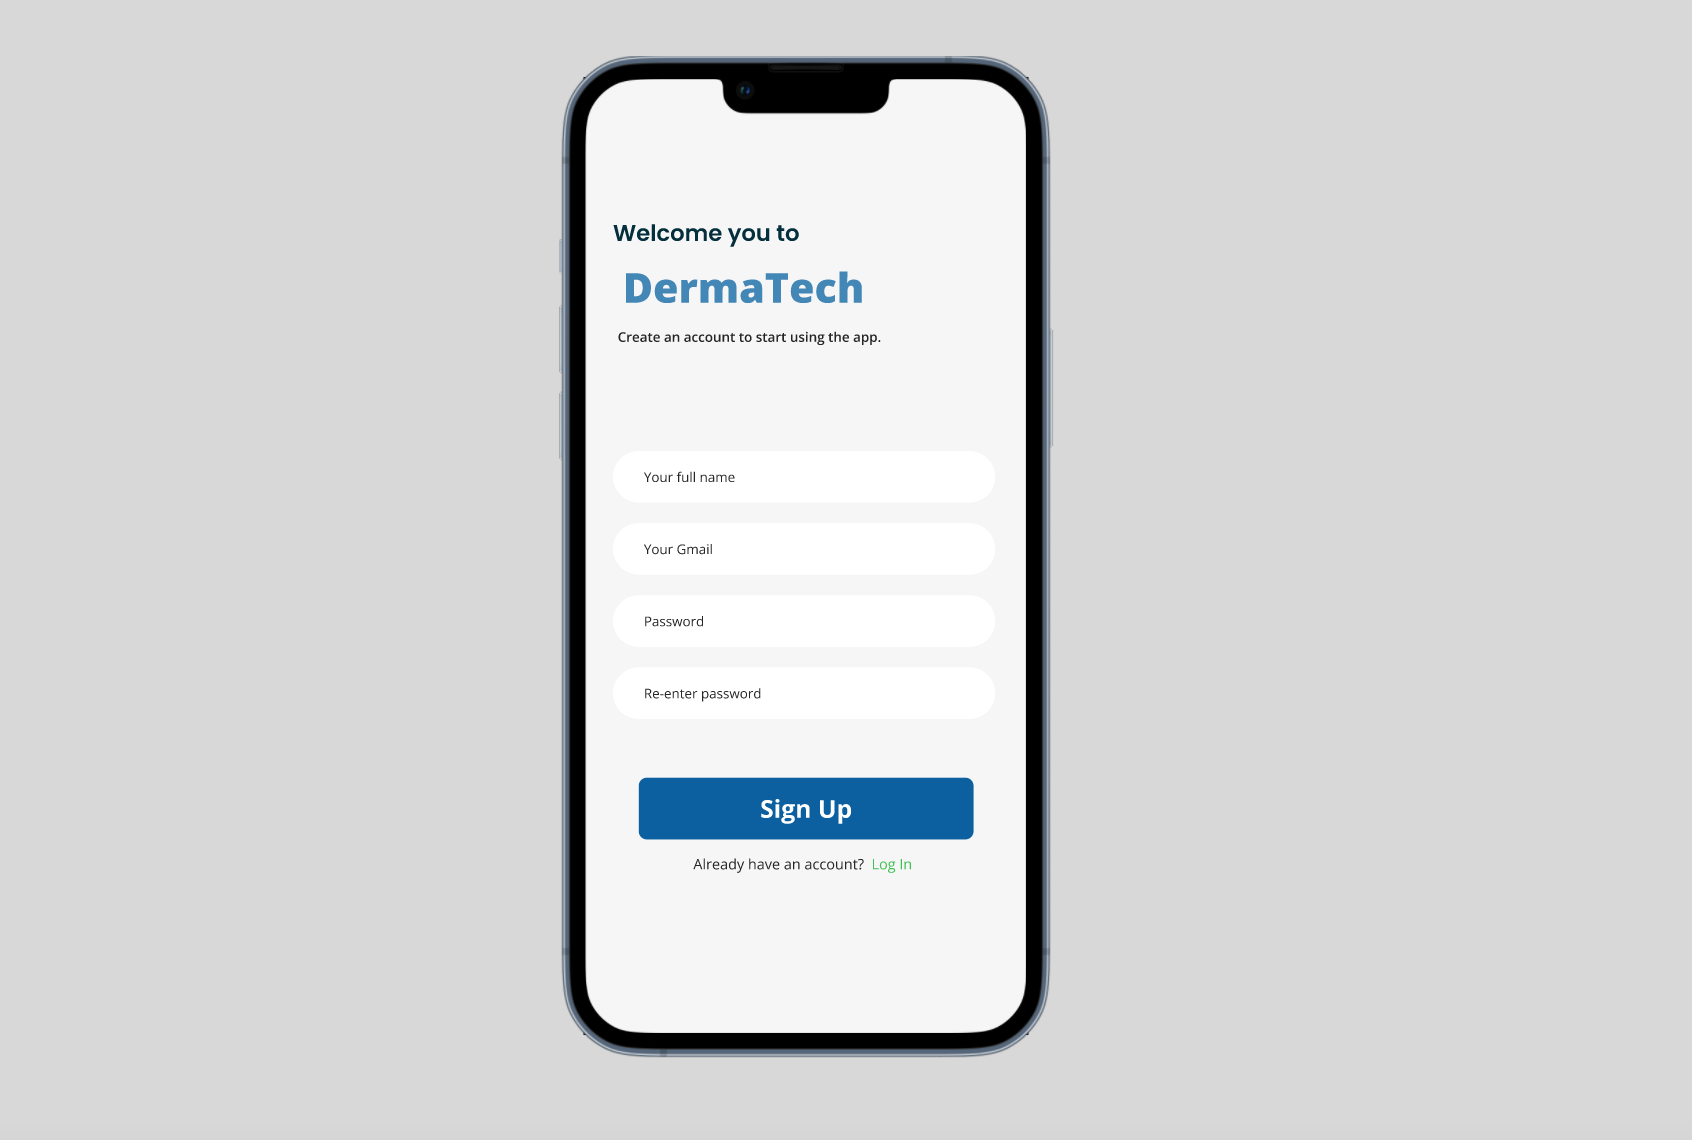 Welcome you to
DermaTech
Create an account to start using the app.
Your full name
Your Gmail
Password
Re-enter password
Sign Up
Already have an account? Log In